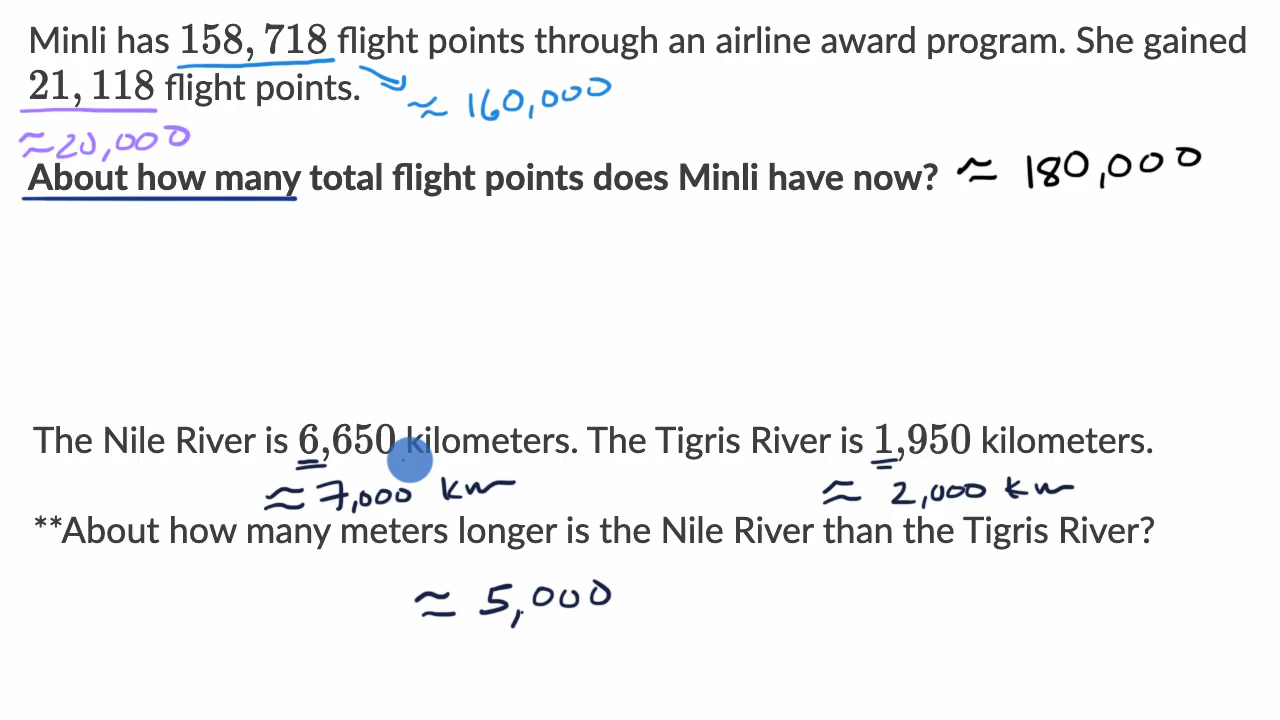 Minli has 158,718 flight points through an airline award program. She gained
21,118 flight points. ≈ 160,000
≈20,000
About how many total flight points does Minli have now? ≈ 180,000
The Nile River is 6,650 kilometers. The Tigris River is 1,950 kilometers.
≈ 7,000 km ≈ 2,000 km
**About how many meters longer is the Nile River than the Tigris River?
≈ 5,000